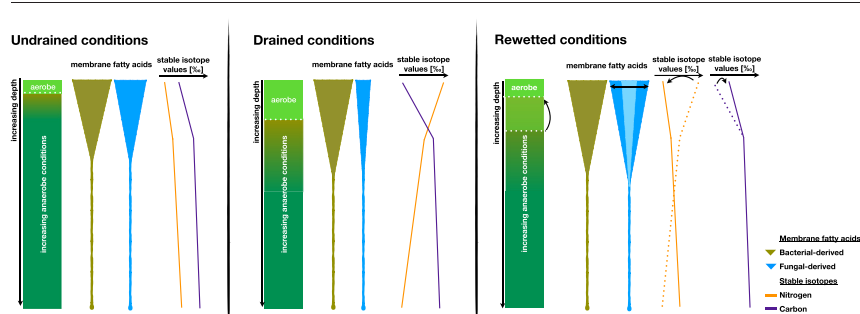 Undrained conditions
membrane fatty acids
stable isotope
values [‰]
increasing depth
aerobe
increasing anaerobe conditions
Drained conditions
membrane fatty acids
stable isotope
values [‰]
increasing depth
aerobe
increasing anaerobe conditions
Rewetted conditions
membrane fatty acids
stable isotope
values [‰]
stable isotope
values [‰]
increasing depth
aerobe
increasing anaerobe conditions
Membrane fatty acids
Bacterial-derived
Fungal-derived
Stable isotopes
Nitrogen
Carbon